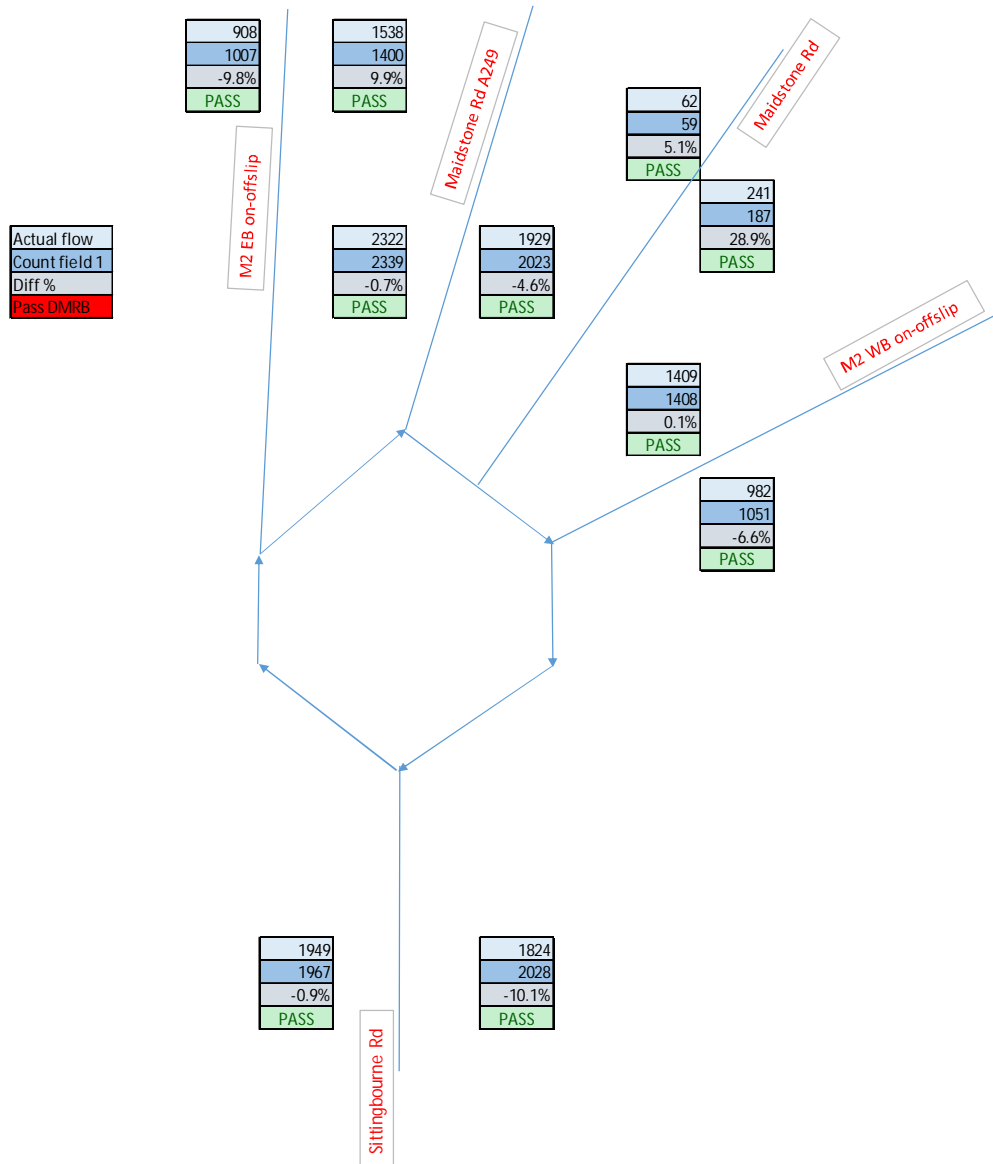 908
1007
-9.8%
PASS
1538
1400
9.9%
PASS
M2 EB on-offslip
Maidstone Rd A249
Maidstone Rd
62
59
5.1%
PASS
241
187
28.9%
PASS
Actual flow
Count field 1
Diff %
Pass DMRB
2322
2339
-0.7%
PASS
1929
2023
-4.6%
PASS
M2 WB on-offslip
1409
1408
0.1%
PASS
982
1051
-6.6%
PASS
1949
1967
-0.9%
PASS
1824
2028
-10.1%
PASS
Sittingbourne Rd